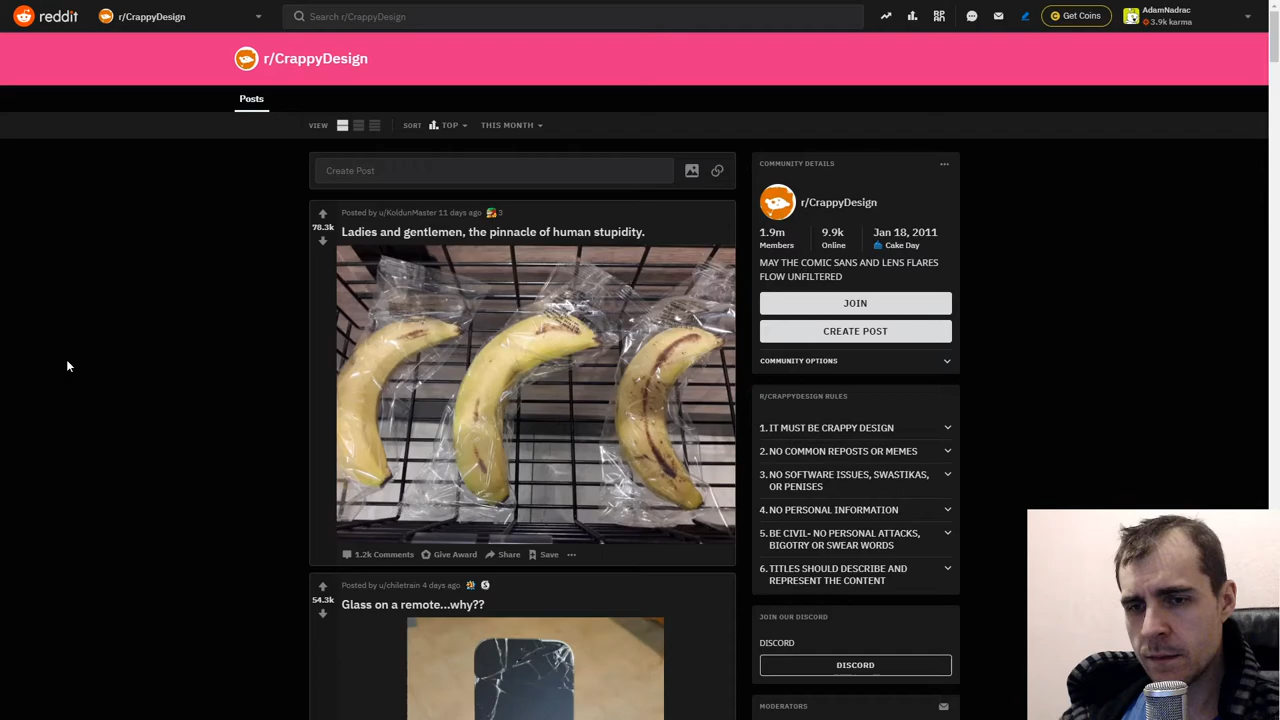 reddit
r/CrappyDesign
Search r/CrappyDesign
Get Coins
AdamNadrac
3.9k karma
r/CrappyDesign
Posts
VIEW
SORT
TOP
THIS MONTH
Create Post
Posted by u/KoldunMaster 11 days ago
3
78.3k
Ladies and gentlemen, the pinnacle of human stupidity.
1.2k Comments
Give Award
Share
Save
Posted by u/chiletrain 4 days ago
54.3k
Glass on a remote...why??
COMMUNITY DETAILS
r/CrappyDesign
1.9m
9.9k
Jan 18, 2011
Members
Online
Cake Day
MAY THE COMIC SANS AND LENS FLARES
FLOW UNFILTERED
JOIN
CREATE POST
COMMUNITY OPTIONS
R/CRAPPYDESIGN RULES
1. IT MUST BE CRAPPY DESIGN
2. NO COMMON REPOSTS OR MEMES
3. NO SOFTWARE ISSUES, SWASTIKAS,
OR PENISES
4. NO PERSONAL INFORMATION
5. BE CIVIL- NO PERSONAL ATTACKS,
BIGOTRY OR SWEAR WORDS
6. TITLES SHOULD DESCRIBE AND
REPRESENT THE CONTENT
JOIN OUR DISCORD
DISCORD
DISCORD
MODERATORS